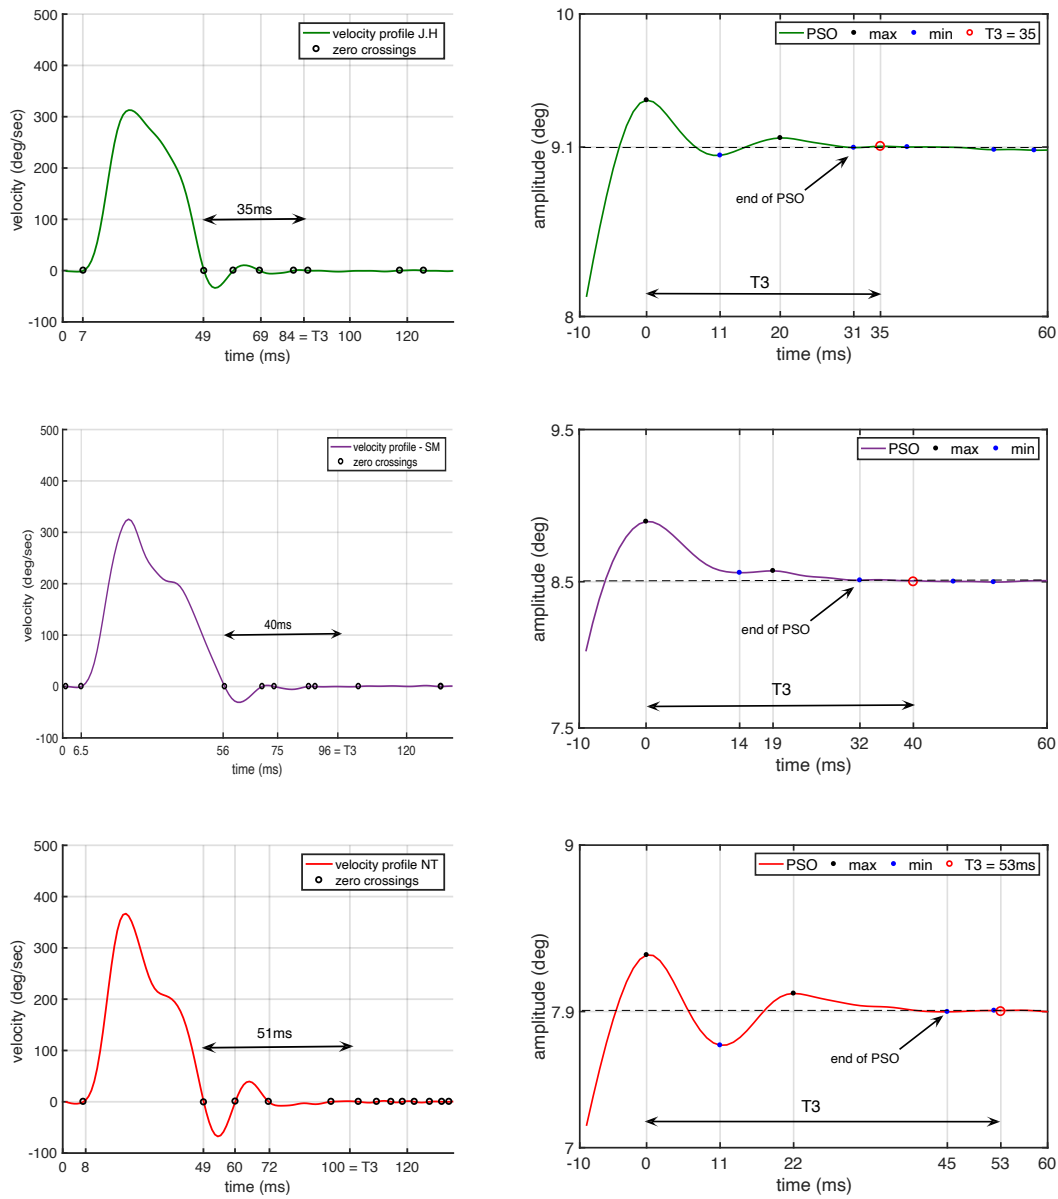 500
400
300
200
100
0
-100
velocity (deg/sec)
velocity profile J.H
zero crossings
35ms
0 7 49 69 84 = T3 100 120
time (ms)
10
9.1
8
amplitude (deg)
PSO max min T3 = 35
end of PSO
T3
-10 0 11 20 31 35 60
time (ms)
500
400
300
200
100
0
-100
velocity (deg/sec)
velocity profile - SM
zero crossings
40ms
0 6.5 56 75 96 = T3 120
time (ms)
9.5
8.5
7.5
amplitude (deg)
PSO max min
end of PSO
T3
-10 0 14 19 32 40 60
time (ms)
500
400
300
200
100
0
-100
velocity (deg/sec)
velocity profile NT
zero crossings
51ms
0 8 49 60 72 100 = T3 120
time (ms)
9
7.9
7
amplitude (deg)
PSO max min T3 = 53ms
end of PSO
T3
-10 0 11 22 45 53 60
time (ms)